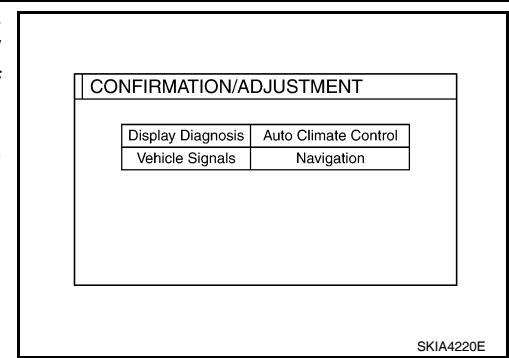 CONFIRMATION/ADJUSTMENT
Display Diagnosis Auto Climate Control
Vehicle Signals Navigation
SKIA4220E